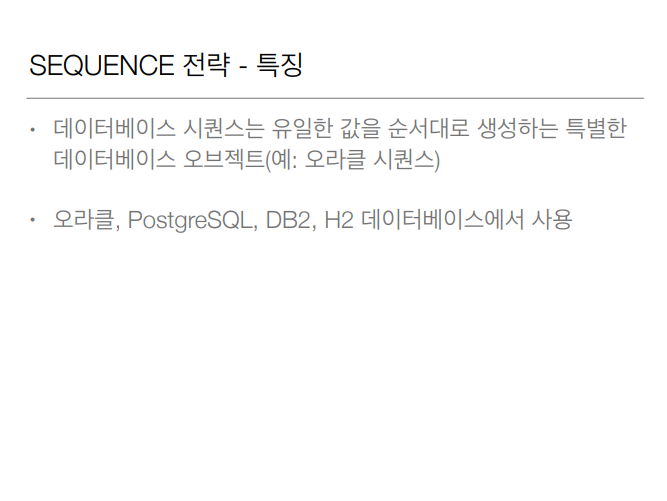 SEQUENCE 전략 - 특징
• 데이터베이스 시퀀스는 유일한 값을 순서대로 생성하는 특별한
데이터베이스 오브젝트(예: 오라클 시퀀스)
• 오라클, PostgreSQL, DB2, H2 데이터베이스에서 사용